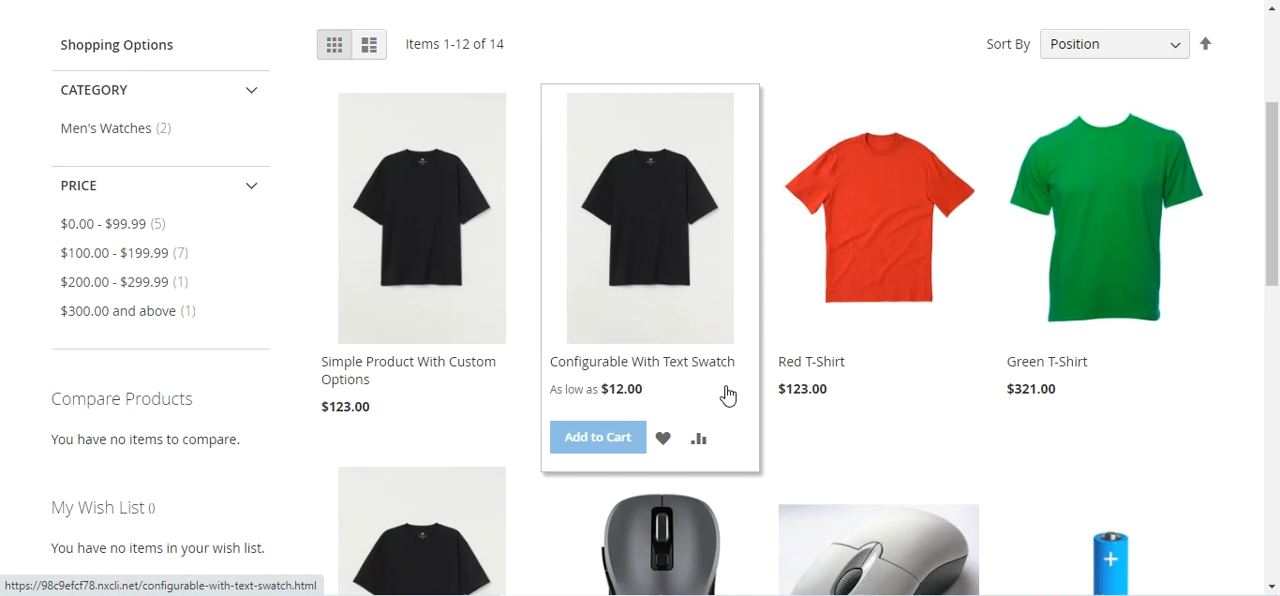 Shopping Options
CATEGORY
Men's Watches (2)
PRICE
$0.00 - $99.99 (5)
$100.00 - $199.99 (7)
$200.00 - $299.99 (1)
$300.00 and above (1)
Compare Products
You have no items to compare.
My Wish List ()
You have no items in your wish list.
Items 1-12 of 14
Sort By
Position
Simple Product With Custom
Options
$123.00
Configurable With Text Swatch
As low as $12.00
Add to Cart
Red T-Shirt
$123.00
Green T-Shirt
$321.00
+
https://98c9efcf78.nxcli.net/configurable-with-text-swatch.html